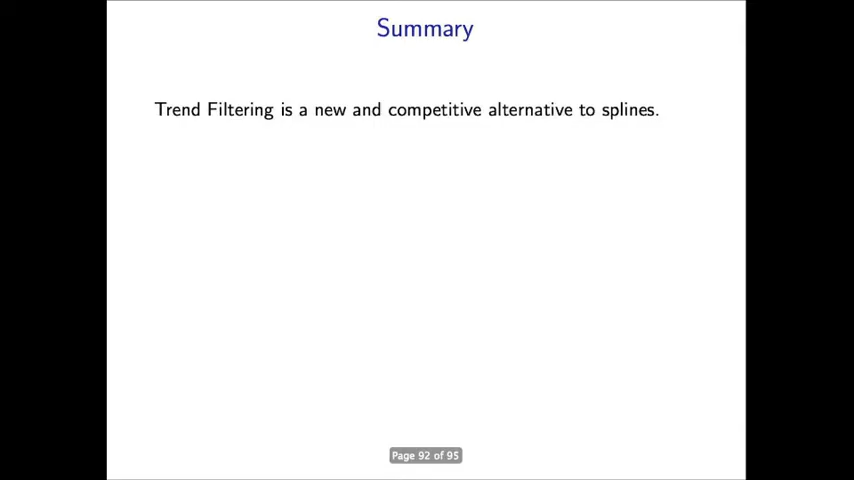 Summary
Trend Filtering is a new and competitive alternative to splines.
Page 92 of 95